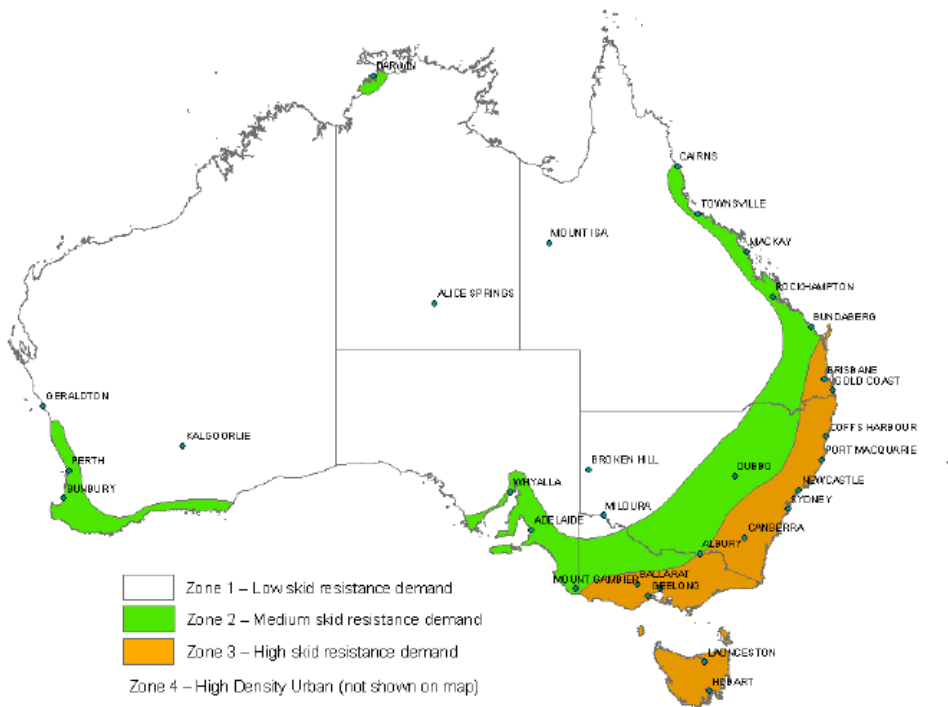 DARWIN
CAIRNS
TOWNSVILLE
MOUNT ISA
MACKAY
ALICE SPRINGS
ROCKHAMPTON
BUNDABERG
BRISBANE
GOLD COAST
GERALDTON
COFFS HARBOUR
KALGOORLIE
PORT MACQUARIE
PERTH
BROKEN HILL
DUBBO
BUNBURY
WHYALLA
NEWCASTLE
MILDURA
SYDNEY
ADELAIDE
CANBERRA
ALBURY
MOUNT GAMBIER
BALLARAT
GEELONG
Zone 1 – Low skid resistance demand
Zone 2 – Medium skid resistance demand
Zone 3 – High skid resistance demand
LAUNCESTON
Zone 4 – High Density Urban (not shown on map)
HOBART